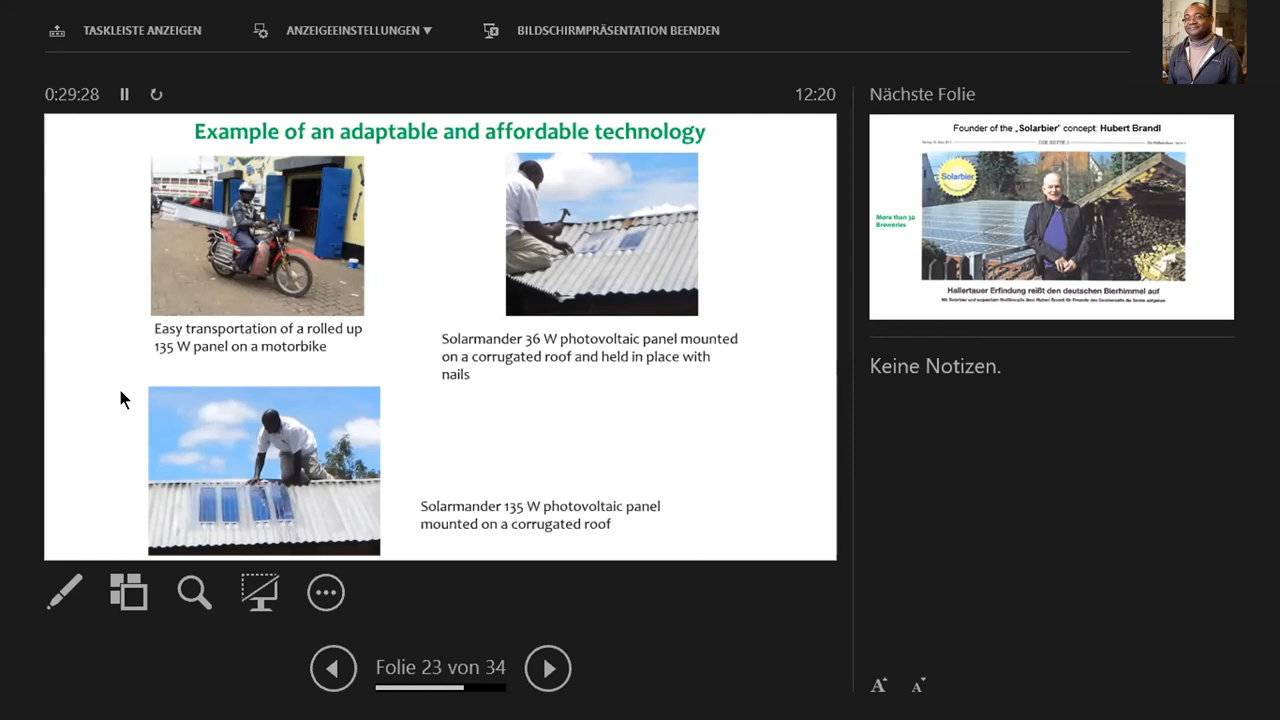 TASKLEISTE ANZEIGEN
ANZEIGEEINSTELLUNGEN
BILDSCHIRMPRÄSENTATION BEENDEN
0:29:28
12:20
Example of an adaptable and affordable technology
Easy transportation of a rolled up
135 W panel on a motorbike
Solarmander 36 W photovoltaic panel mounted
on a corrugated roof and held in place with
nails
Solarmander 135 W photovoltaic panel
mounted on a corrugated roof
Folie 23 von 34
Nächste Folie
Founder of the „Solarbier" concept: Hubert Brandl
Solarbier
More than 30
Breweries
Hallertauer Erfindung reißt den deutschen Bierhimmel auf
Keine Notizen.
A A